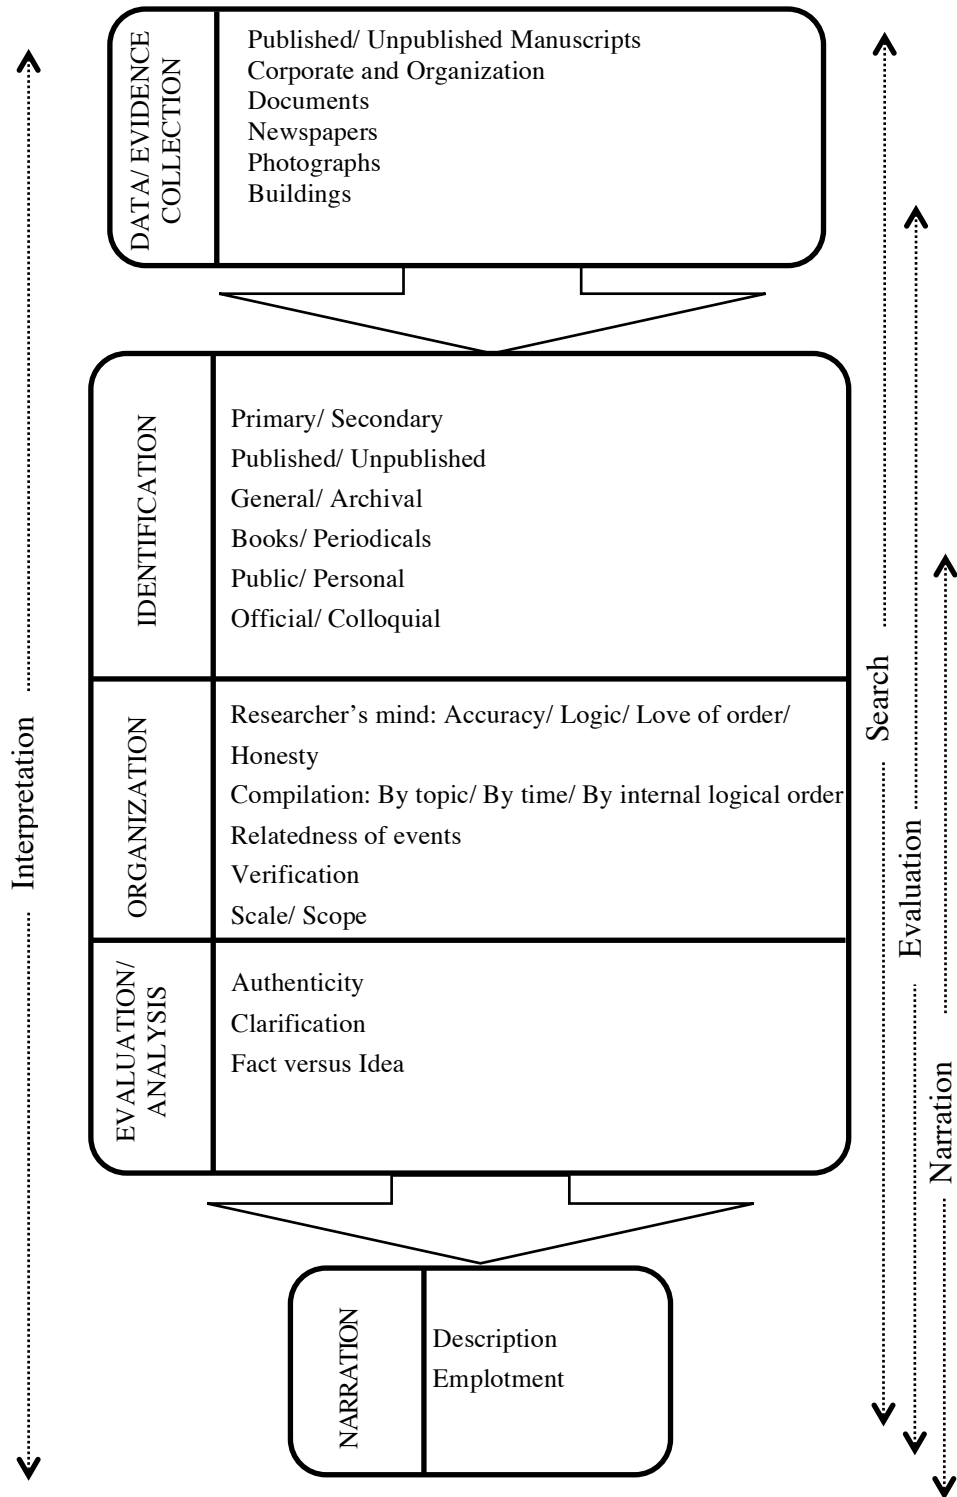 DATA/ EVIDENCE
COLLECTION
Published/ Unpublished Manuscripts
Corporate and Organization
Documents
Newspapers
Photographs
Buildings
IDENTIFICATION
Primary/ Secondary
Published/ Unpublished
General/ Archival
Books/ Periodicals
Public/ Personal
Official/ Colloquial
ORGANIZATION
Researcher’s mind: Accuracy/ Logic/ Love of order/
Honesty
Compilation: By topic/ By time/ By internal logical order
Relatedness of events
Verification
Scale/ Scope
EVALUATION/
ANALYSIS
Authenticity
Clarification
Fact versus Idea
NARRATION
Description
Emplotment
Interpretation
Search
Evaluation
Narration